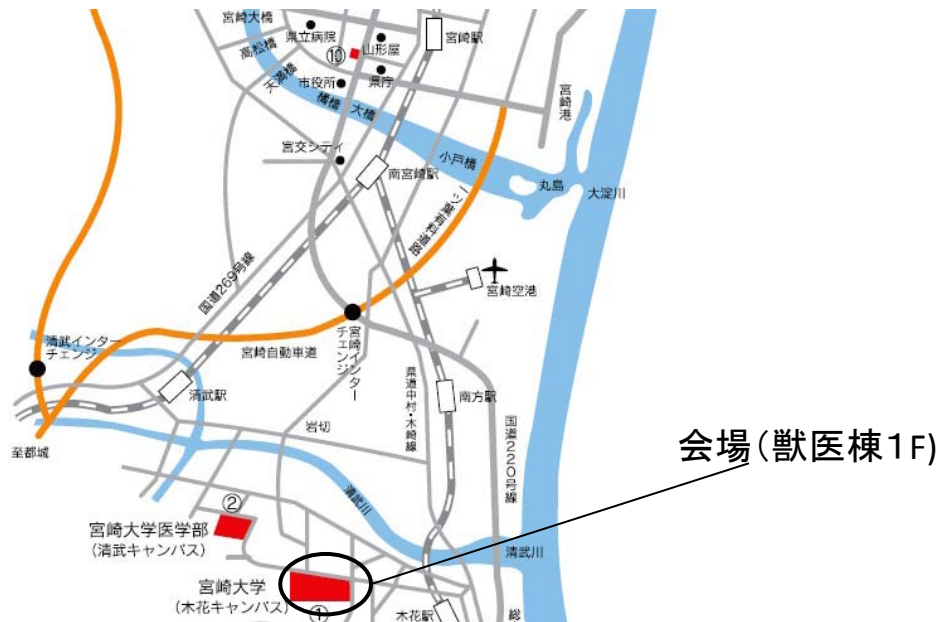 宮崎大橋
県立病院
宮崎駅
高松橋
⑩
山形屋
天満橋
市役所
県庁
橘橋
大橋
宮崎港
宮交シティ
小戸橋
南宮崎駅
丸島
大淀川
一ツ葉有料道路
国道269号線
宮崎空港
清武インター
チェンジ
宮崎自動車道
宮崎インター
チェンジ
清武駅
県道中村・木崎線
南方駅
国道220号線
岩切
至都城
会場(獣医棟1F)
清武川
②
宮崎大学医学部
(清武キャンパス)
清武川
宮崎大学
(木花キャンパス)
①
木花駅
総